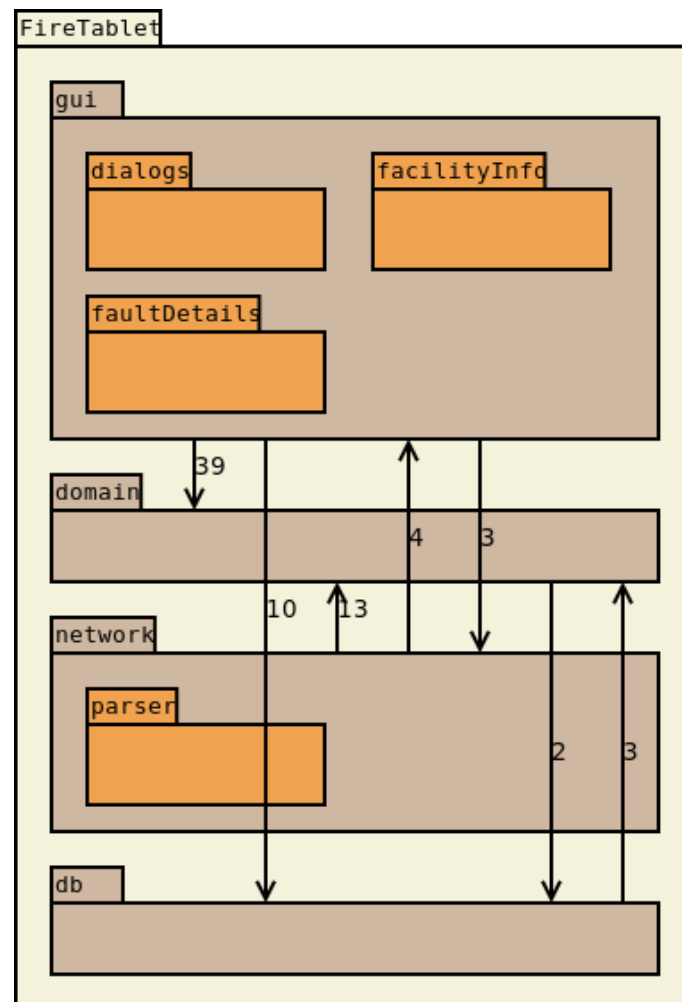 FireTablet
gui
dialogs
facilityInfo
faultDetails
39
domain
4
3
10
13
network
parser
2
3
db